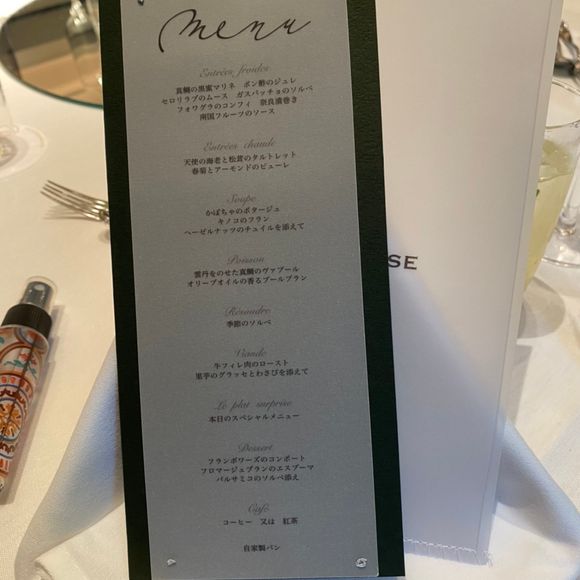 menu
Entrées froides
真鯛の黒蜜マリネ ポン酢のジュレ
セロリラブのムース ガスパッチョのソルベ
フォワグラのコンフィ 奈良漬巻き
南国フルーツのソース
Entrées chaude
天使の海老と松茸のタルトレット
春菊とアーモンドのピューレ
Soupe
かぼちゃのポタージュ
キノコのフラン
ヘーゼルナッツのチュイルを添えて
Poisson
雲丹をのせた真鯛のヴァプール
オリーブオイルの香るブールブラン
Résoudre
季節のソルベ
Viande
牛フィレ肉のロースト
里芋のグラッセとわさびを添えて
Le plat surprise
本日のスペシャルメニュー
Dessert
フランボワーズのコンポート
フロマージュブランのエスプーマ
バルサミコのソルベ添え
Café
コーヒー 又は 紅茶
自家製パン
SE